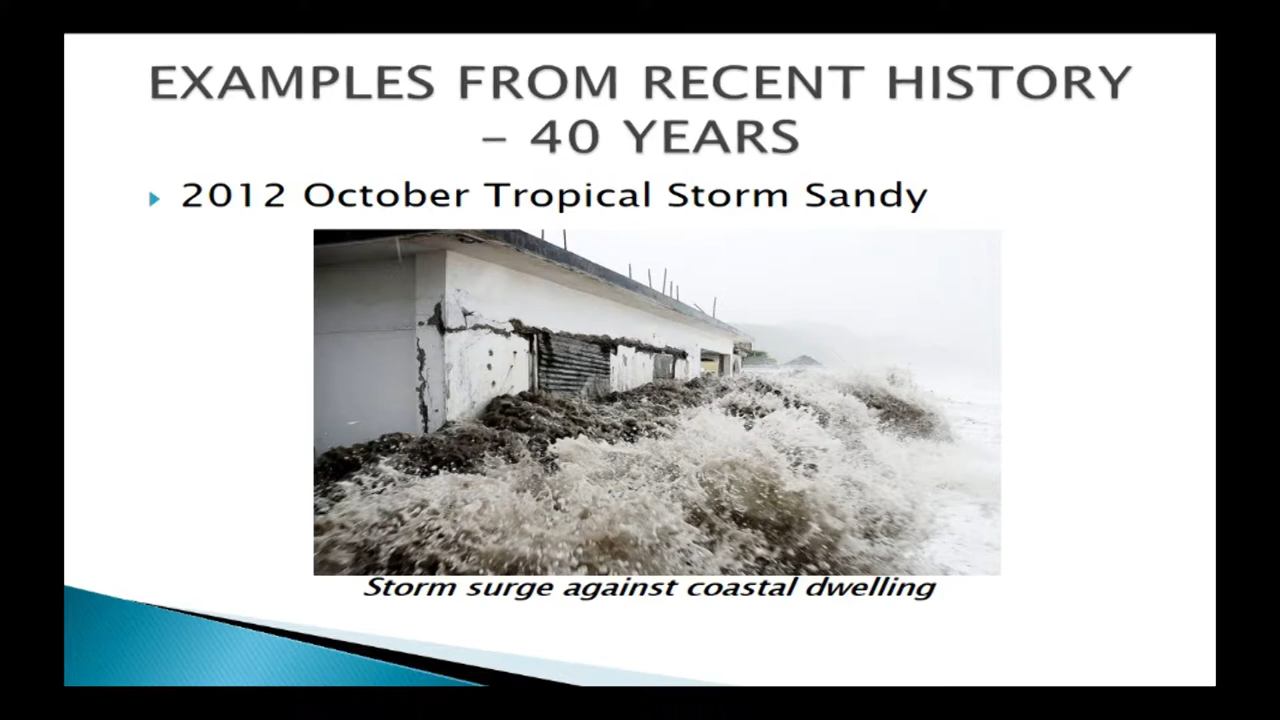 EXAMPLES FROM RECENT HISTORY
– 40 YEARS
2012 October Tropical Storm Sandy
Storm surge against coastal dwelling